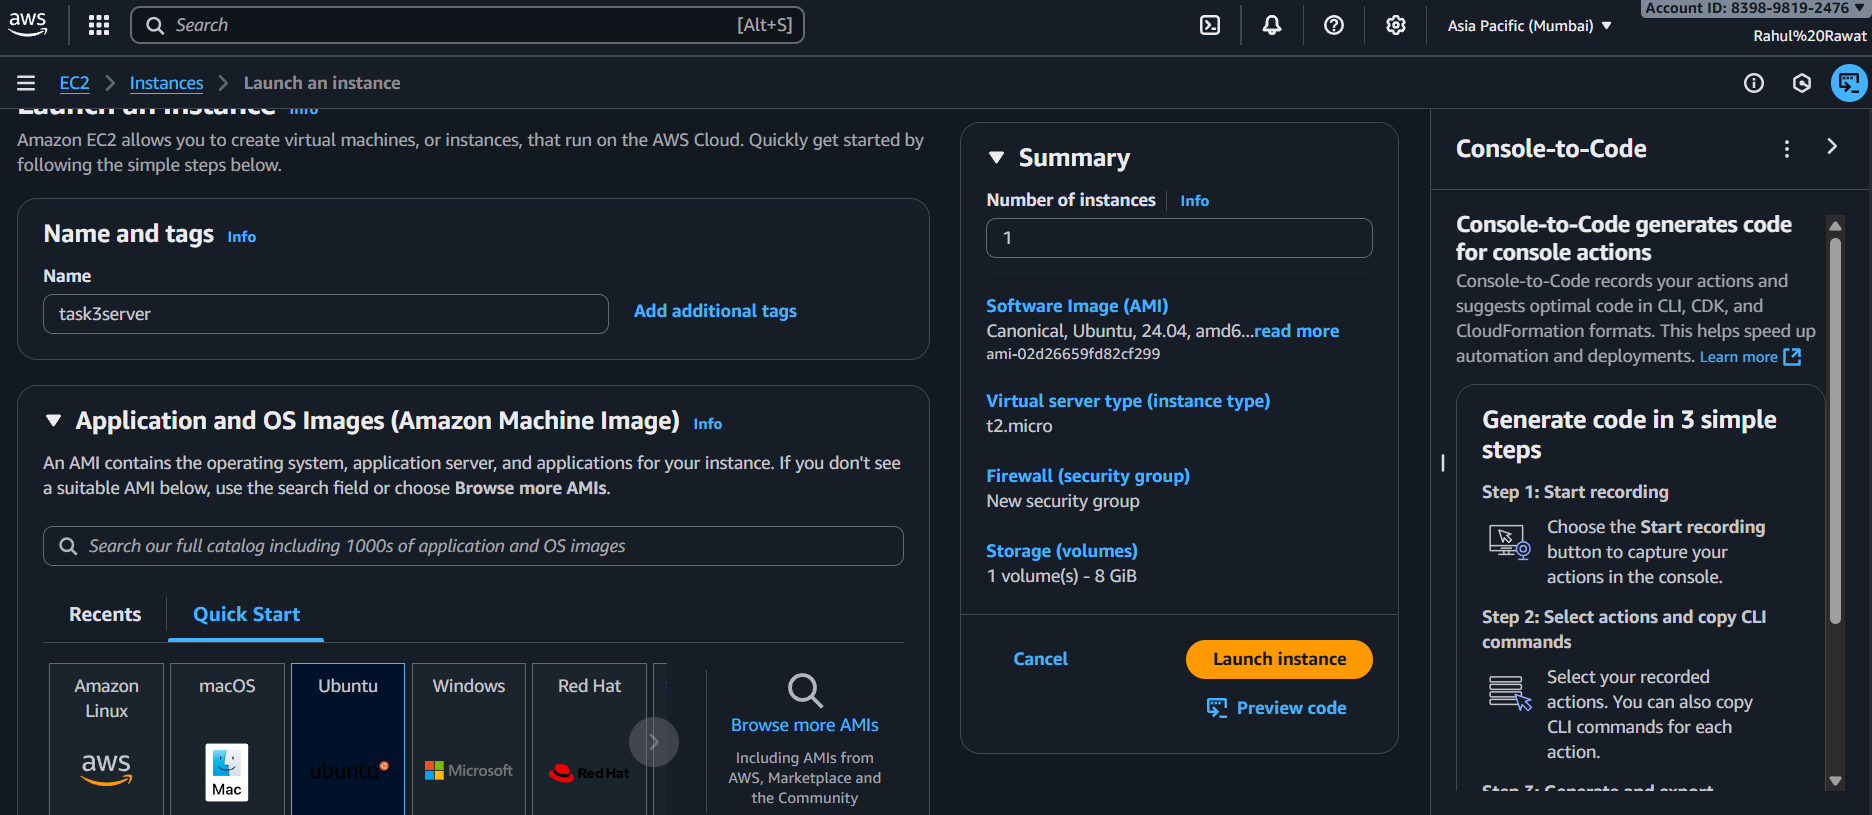 aws
Search
[Alt+S]
Asia Pacific (Mumbai)
Account ID: 8398-9819-2476
Rahul%20Rawat
EC2
Instances
Launch an instance
Launch an instance Info
Amazon EC2 allows you to create virtual machines, or instances, that run on the AWS Cloud. Quickly get started by
following the simple steps below.
Name and tags Info
Name
task3server
Add additional tags
Application and OS Images (Amazon Machine Image) Info
An AMI contains the operating system, application server, and applications for your instance. If you don't see
a suitable AMI below, use the search field or choose Browse more AMIs.
Search our full catalog including 1000s of application and OS images
Recents
Quick Start
Amazon
Linux
aws
macOS
Mac
Ubuntu
ubuntu
Windows
Microsoft
Red Hat
Red Hat
Browse more AMIs
Including AMIs from
AWS, Marketplace and
the Community
Summary
Number of instances Info
1
Software Image (AMI)
Canonical, Ubuntu, 24.04, amd6...read more
ami-02d26659fd82cf299
Virtual server type (instance type)
t2.micro
Firewall (security group)
New security group
Storage (volumes)
1 volume(s) - 8 GiB
Cancel
Launch instance
Preview code
Console-to-Code
Console-to-Code generates code
for console actions
Console-to-Code records your actions and
suggests optimal code in CLI, CDK, and
CloudFormation formats. This helps speed up
automation and deployments. Learn more
Generate code in 3 simple
steps
Step 1: Start recording
Choose the Start recording
button to capture your
actions in the console.
Step 2: Select actions and copy CLI
commands
Select your recorded
actions. You can also copy
CLI commands for each
action.
Step 3: Generate and export